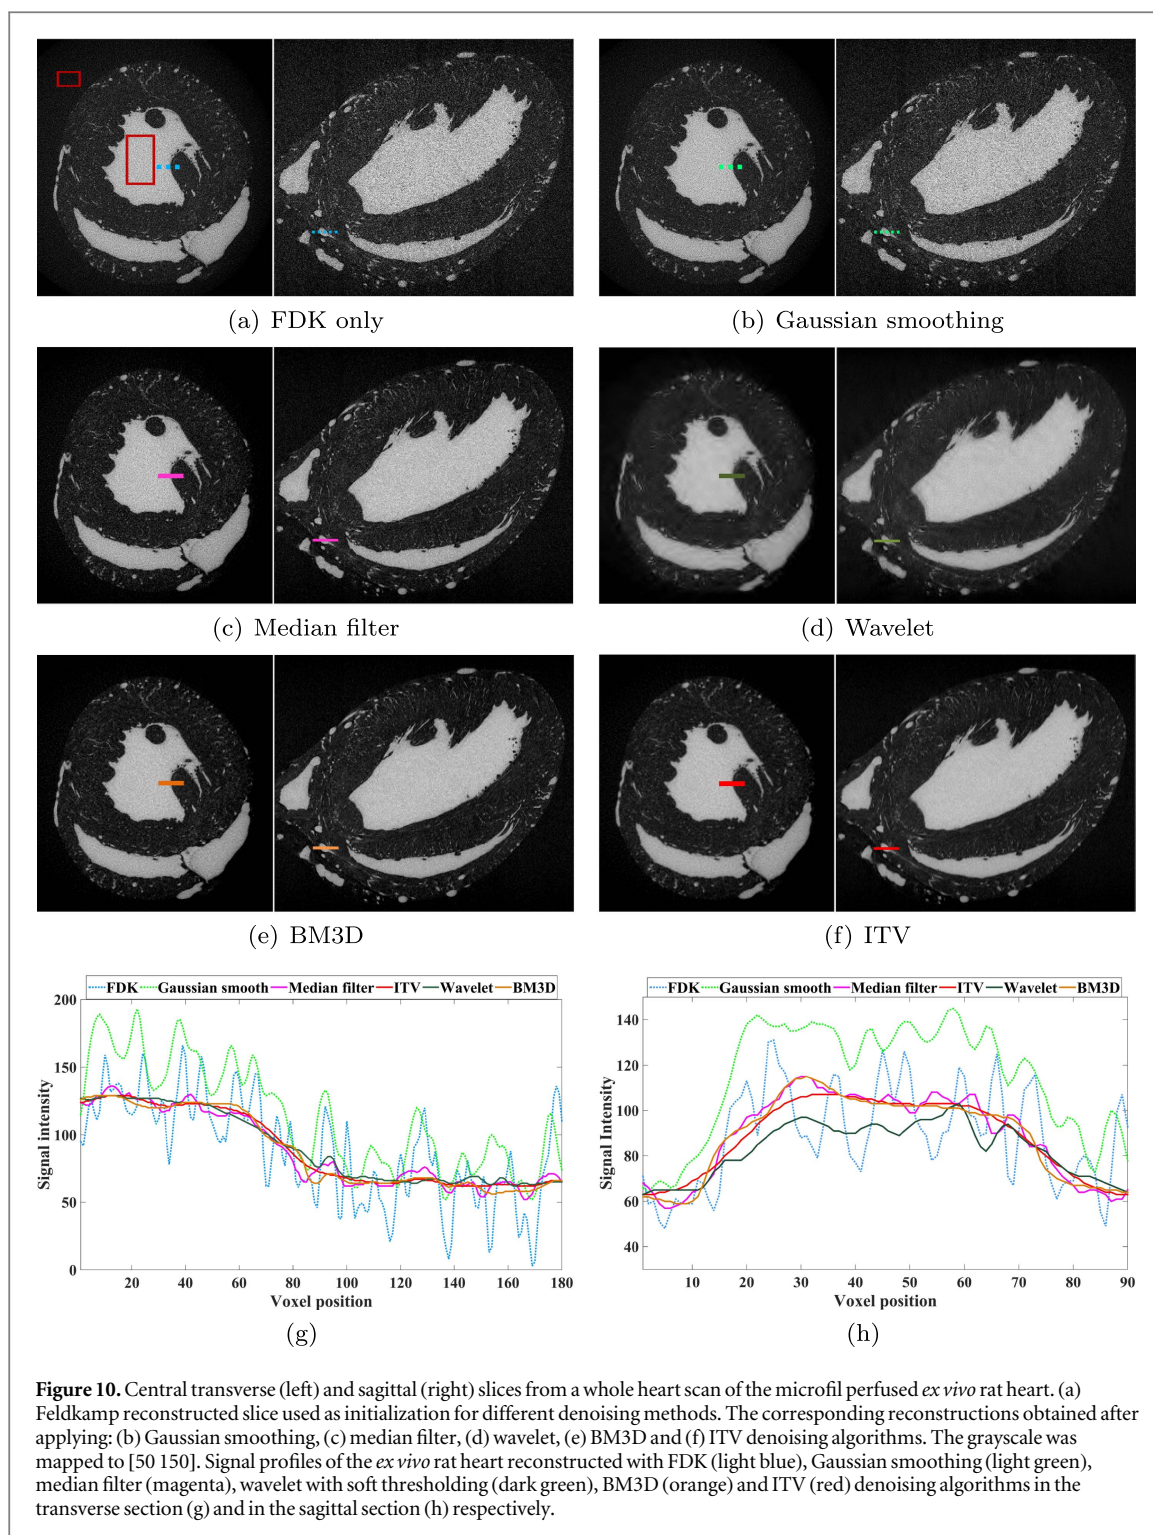 (a) FDK only
(b) Gaussian smoothing
(c) Median filter
(d) Wavelet
(e) BM3D
(f) ITV
FDK Gaussian smooth Median filter ITV Wavelet BM3D
200
150
100
50
0
Signal intensity
20 40 60 80 100 120 140 160 180
Voxel position
(g)
FDK Gaussian smooth Median filter ITV Wavelet BM3D
140
120
100
80
60
40
Signal Intensity
10 20 30 40 50 60 70 80 90
Voxel position
(h)
Figure 10. Central transverse (left) and sagittal (right) slices from a whole heart scan of the microfil perfused ex vivo rat heart. (a)
Feldkamp reconstructed slice used as initialization for different denoising methods. The corresponding reconstructions obtained after
applying: (b) Gaussian smoothing, (c) median filter, (d) wavelet, (e) BM3D and (f) ITV denoising algorithms. The grayscale was
mapped to [50 150]. Signal profiles of the ex vivo rat heart reconstructed with FDK (light blue), Gaussian smoothing (light green),
median filter (magenta), wavelet with soft thresholding (dark green), BM3D (orange) and ITV (red) denoising algorithms in the
transverse section (g) and in the sagittal section (h) respectively.